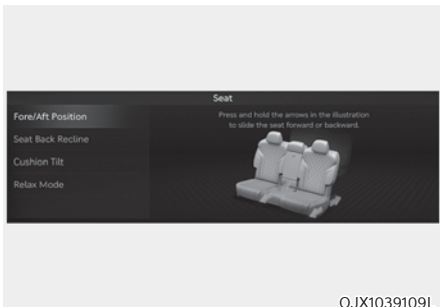 Seat
Fore/Aft Position
Press and hold the arrows in the illustration
to slide the seat forward or backward.
Seat Back Recline
Cushion Tilt
Relax Mode
OJX1039109L